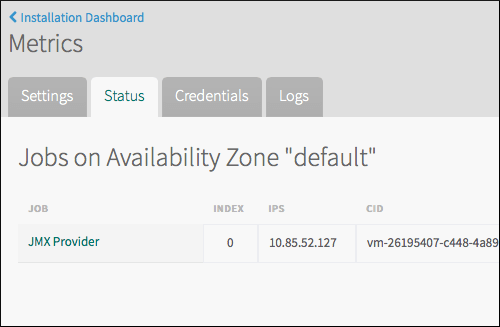 Installation Dashboard
Metrics
Settings Status Credentials Logs
Jobs on Availability Zone "default"
JOB INDEX IPS CID
JMX Provider 0 10.85.52.127 vm-26195407-c448-4a89